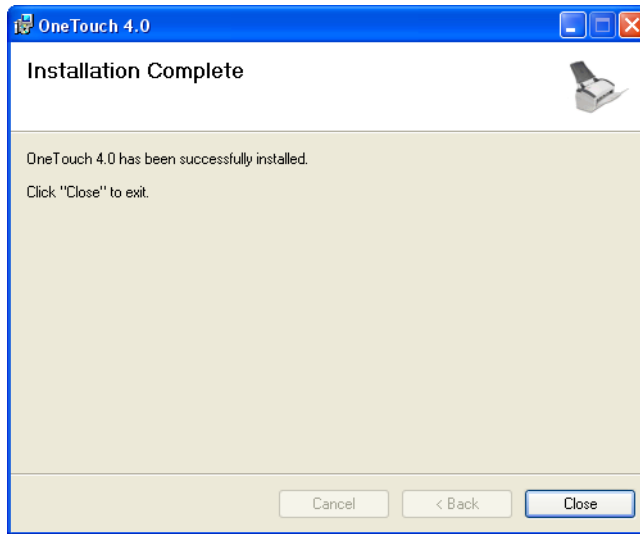 OneTouch 4.0
Installation Complete
OneTouch 4.0 has been successfully installed.
Click "Close" to exit.
Cancel
< Back
Close